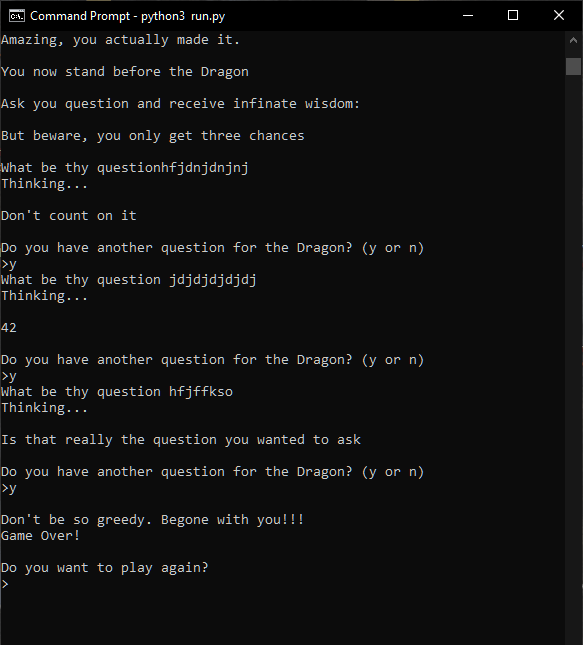 Command Prompt - python3 run.py
Amazing, you actually made it.
You now stand before the Dragon
Ask you question and receive infinate wisdom:
But beware, you only get three chances
What be thy questionhfjdnjdnjnj
Thinking...
Don't count on it
Do you have another question for the Dragon? (y or n)
>y
What be thy question jdjdjdjdjdj
Thinking...
42
Do you have another question for the Dragon? (y or n)
>y
What be thy question hfjffkso
Thinking...
Is that really the question you wanted to ask
Do you have another question for the Dragon? (y or n)
>y
Don't be so greedy. Begone with you!!!
Game Over!
Do you want to play again?
>